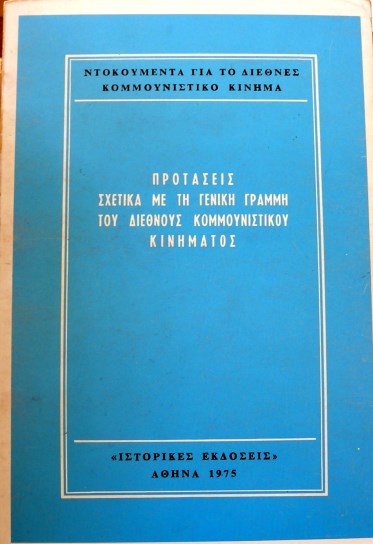 ΝΤΟΚΟΥΜΕΝΤΑ ΓΙΑ ΤΟ ΔΙΕΘΝΕΣ
ΚΟΜΜΟΥΝΙΣΤΙΚΟ ΚΙΝΗΜΑ
ΠΡΟΤΑΣΕΙΣ
ΣΧΕΤΙΚΑ ΜΕ ΤΗ ΓΕΝΙΚΗ ΓΡΑΜΜΗ
ΤΟΥ ΔΙΕΘΝΟΥΣ ΚΟΜΜΟΥΝΙΣΤΙΚΟΥ
ΚΙΝΗΜΑΤΟΣ
«ΙΣΤΟΡΙΚΕΣ ΕΚΔΟΣΕΙΣ»
ΑΘΗΝΑ 1975